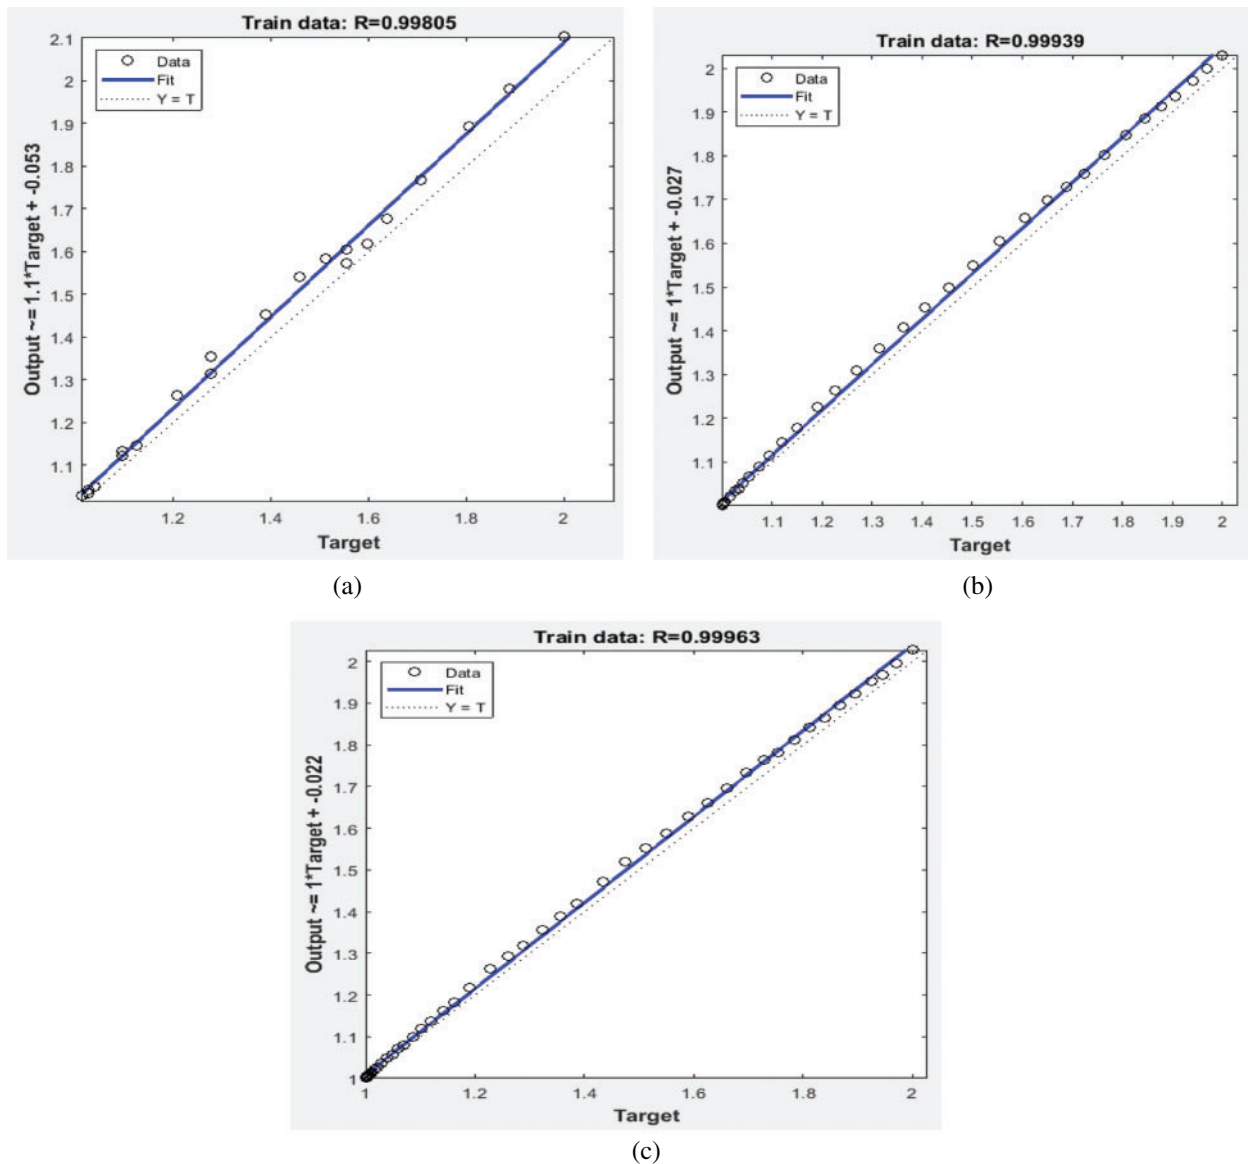 Train data: R=0.99805
Data
Fit
Y = T
2.1
2
1.9
1.8
1.7
1.6
1.5
1.4
1.3
1.2
1.1
Output ~= 1.1*Target + -0.053
1.2
1.4
1.6
1.8
2
Target
(a)
Train data: R=0.99939
Data
Fit
Y = T
2
1.9
1.8
1.7
1.6
1.5
1.4
1.3
1.2
1.1
Output ~= 1*Target + -0.027
1.1
1.2
1.3
1.4
1.5
1.6
1.7
1.8
1.9
2
Target
(b)
Train data: R=0.99963
Data
Fit
Y = T
2
1.9
1.8
1.7
1.6
1.5
1.4
1.3
1.2
1.1
1
Output ~= 1*Target + -0.022
1
1.2
1.4
1.6
1.8
2
Target
(c)